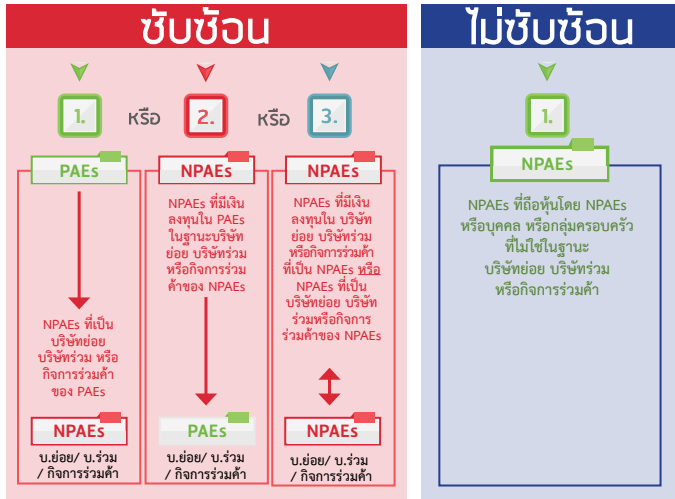 ซับซ้อน
1.
หรือ
2.
หรือ
3.
PAEs
NPAEs ที่เป็น
บริษัทย่อย
บริษัทร่วม หรือ
กิจการร่วมค้า
ของ PAEs
NPAEs
บ.ย่อย/ บ.ร่วม
/ กิจการร่วมค้า
NPAEs
NPAEs ที่มีเงิน
ลงทุนใน PAEs
ในฐานะบริษัท
ย่อย บริษัทร่วม
หรือกิจการร่วม
ค้าของ NPAEs
PAEs
บ.ย่อย/ บ.ร่วม
/ กิจการร่วมค้า
NPAEs
NPAEs ที่มีเงิน
ลงทุนใน บริษัท
ย่อย บริษัทร่วม
หรือกิจการร่วมค้า
ที่เป็น NPAEs หรือ
NPAEs ที่เป็น
บริษัทย่อย บริษัท
ร่วมหรือกิจการ
ร่วมค้าของ NPAEs
NPAEs
บ.ย่อย/ บ.ร่วม
/ กิจการร่วมค้า
ไม่ซับซ้อน
1.
NPAEs
NPAEs ที่ถือหุ้นโดย NPAEs
หรือบุคคล หรือกลุ่มครอบครัว
ที่ไม่ใช่ในฐานะ
บริษัทย่อย บริษัทร่วม
หรือกิจการร่วมค้า